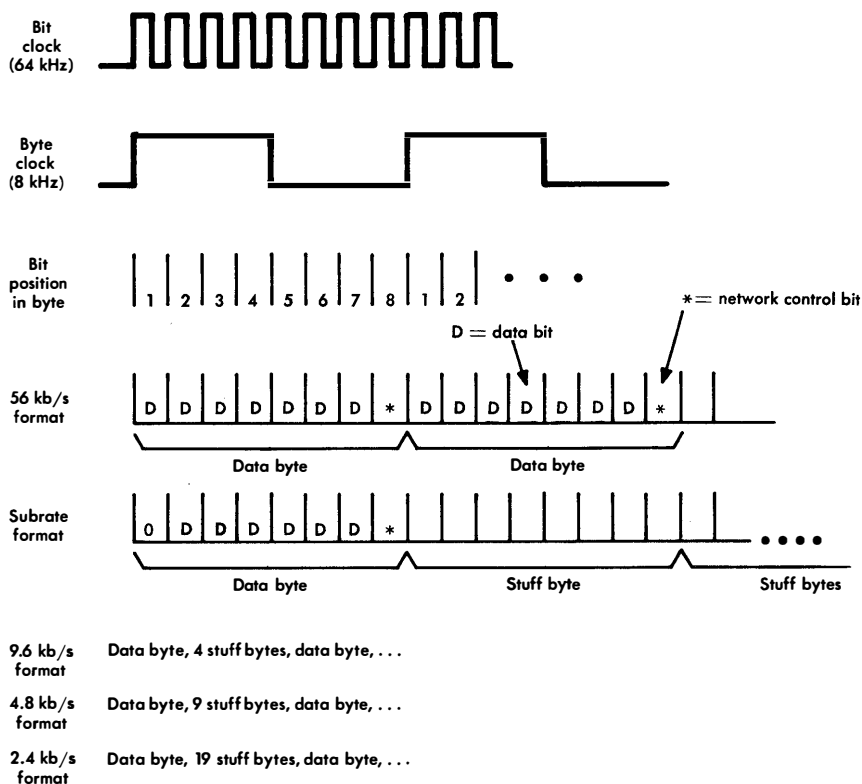 Bit
clock
(64 kHz)
Byte
clock
(8 kHz)
Bit
position
in byte
1 2 3 4 5 6 7 8 1 2 • • •
* = network control bit
D = data bit
56 kb/s
format
D D D D D D D * D D D D D D D *
Data byte Data byte
Subrate
format
0 D D D D D D * • • • •
Data byte Stuff byte Stuff bytes
9.6 kb/s
format
Data byte, 4 stuff bytes, data byte, . . .
4.8 kb/s
format
Data byte, 9 stuff bytes, data byte, . . .
2.4 kb/s
format
Data byte, 19 stuff bytes, data byte, . . .